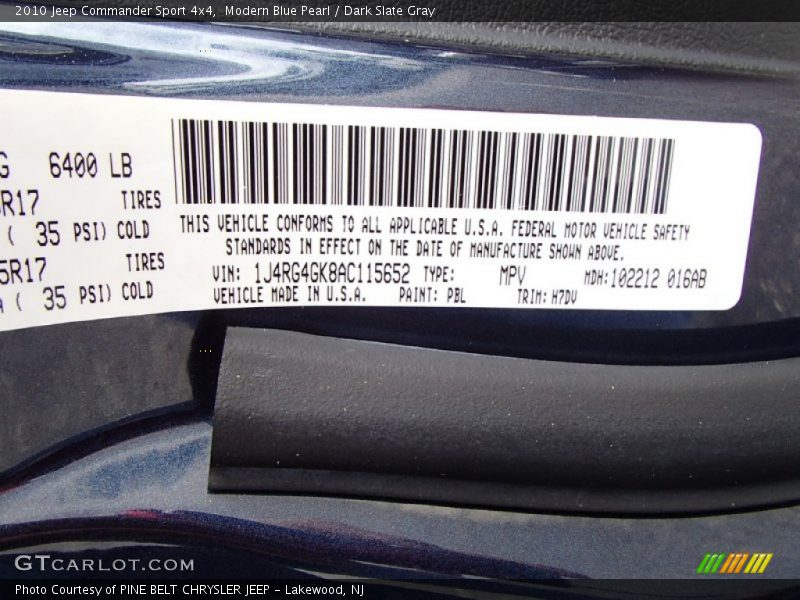 2010 Jeep Commander Sport 4x4, Modern Blue Pearl / Dark Slate Gray
G 6400 LB
R17 TIRES
( 35 PSI) COLD
5R17 TIRES
( 35 PSI) COLD
THIS VEHICLE CONFORMS TO ALL APPLICABLE U.S.A. FEDERAL MOTOR VEHICLE SAFETY
STANDARDS IN EFFECT ON THE DATE OF MANUFACTURE SHOWN ABOVE.
VIN: 1J4RG4GK8AC115652 TYPE: MPV MDH:102212 016AB
VEHICLE MADE IN U.S.A. PAINT: PBL TRIM: H7DV
GTCARLOT.COM
Photo Courtesy of PINE BELT CHRYSLER JEEP - Lakewood, NJ